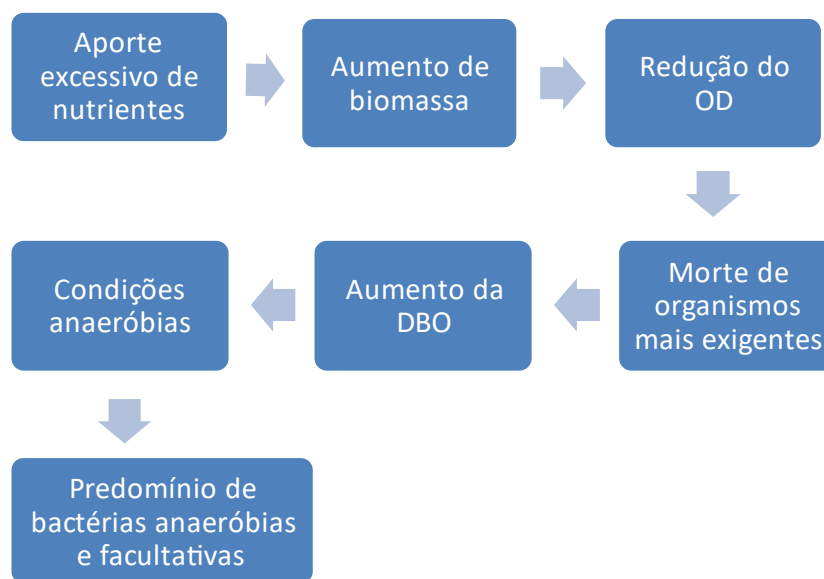 Aporte
excessivo de
nutrientes
Aumento de
biomassa
Redução do
OD
Morte de
organismos
mais exigentes
Aumento da
DBO
Condições
anaeróbias
Predomínio de
bactérias anaeróbias
e facultativas